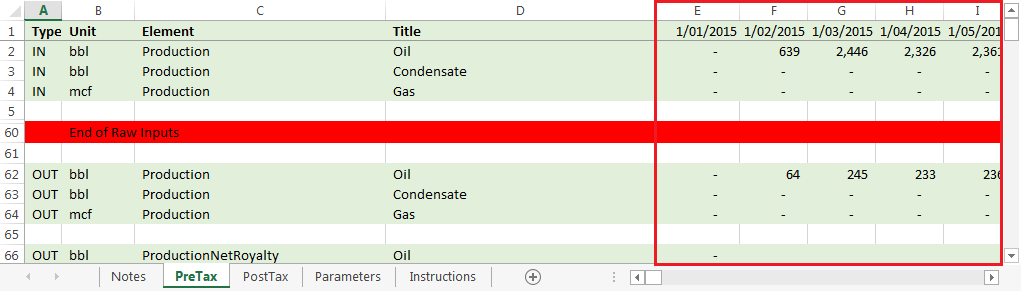 A B C D E F G H I
1 Type Unit Element Title 1/01/2015 1/02/2015 1/03/2015 1/04/2015 1/05/201
2 IN bbl Production Oil - 639 2,446 2,326 2,361
3 IN bbl Production Condensate - - - - -
4 IN mcf Production Gas - - - - -
5
60 End of Raw Inputs
61
62 OUT bbl Production Oil - 64 245 233 236
63 OUT bbl Production Condensate - - - - -
64 OUT mcf Production Gas - - - - -
65
66 OUT bbl ProductionNetRoyalty Oil -
Notes PreTax PostTax Parameters Instructions